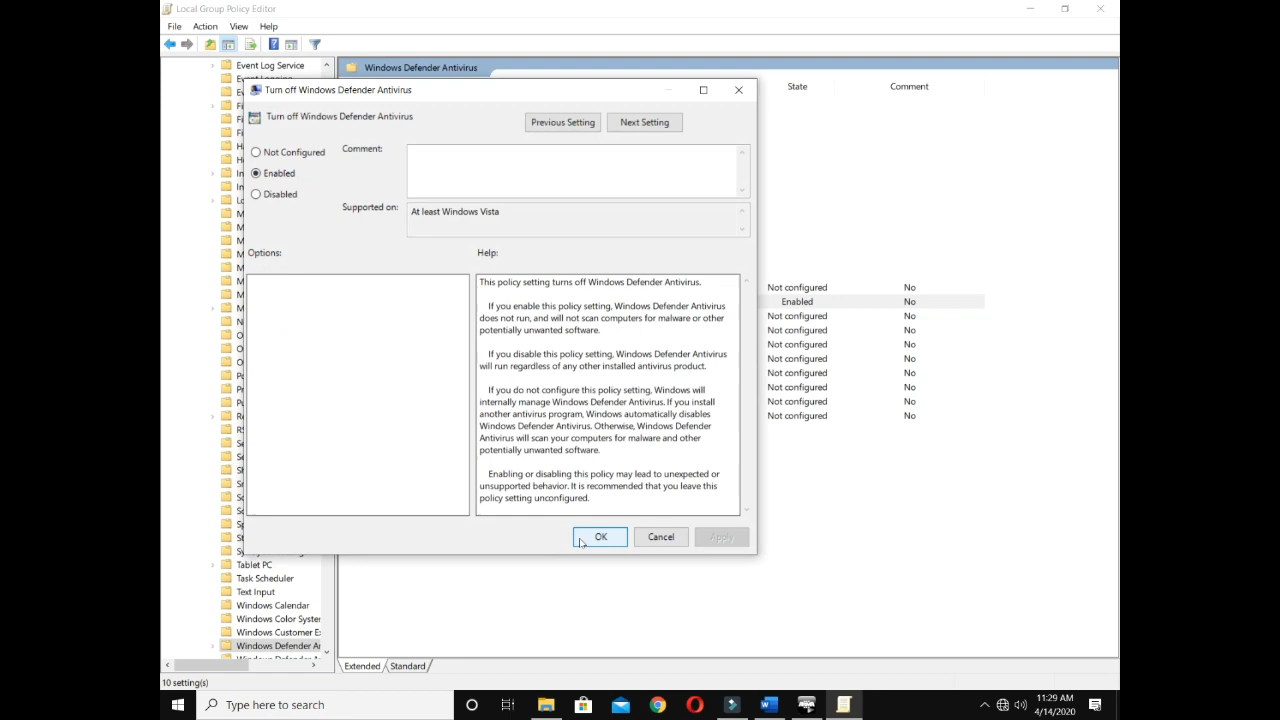 Local Group Policy Editor
File Action View Help
Event Log Service
Windows Defender Antivirus
State Comment
Turn off Windows Defender Antivirus
Turn off Windows Defender Antivirus
Previous Setting Next Setting
Not Configured
Comment:
Enabled
Disabled
Supported on:
At least Windows Vista
Options:
Help:
This policy setting turns off Windows Defender Antivirus.
If you enable this policy setting, Windows Defender Antivirus
does not run, and will not scan computers for malware or other
potentially unwanted software.
If you disable this policy setting, Windows Defender Antivirus
will run regardless of any other installed antivirus product.
If you do not configure this policy setting, Windows will
internally manage Windows Defender Antivirus. If you install
another antivirus program, Windows automatically disables
Windows Defender Antivirus. Otherwise, Windows Defender
Antivirus will scan your computers for malware and other
potentially unwanted software.
Enabling or disabling this policy may lead to unexpected or
unsupported behavior. It is recommended that you leave this
policy setting unconfigured.
OK Cancel Apply
Not configured No
Enabled No
Not configured No
Not configured No
Not configured No
Not configured No
Not configured No
Not configured No
Not configured No
Not configured No
Tablet PC
Task Scheduler
Text Input
Windows Calendar
Windows Color System
Windows Customer E
Windows Defender A
Extended Standard
10 setting(s)
Type here to search
11:29 AM
4/14/2020